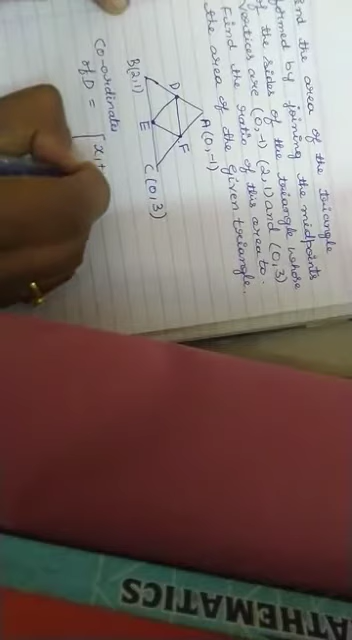 the area of the triangle
formed by joining the midpoints
of the sides of the triangle whose
vertices are (0,-1) (2,1) and (0,3)
Find the ratio of this area to
the area of the given triangle.
A(0,-1)
D
F
E
B(2,1)
C(0,3)
Co-ordinates
of D =
MATHEMATICS